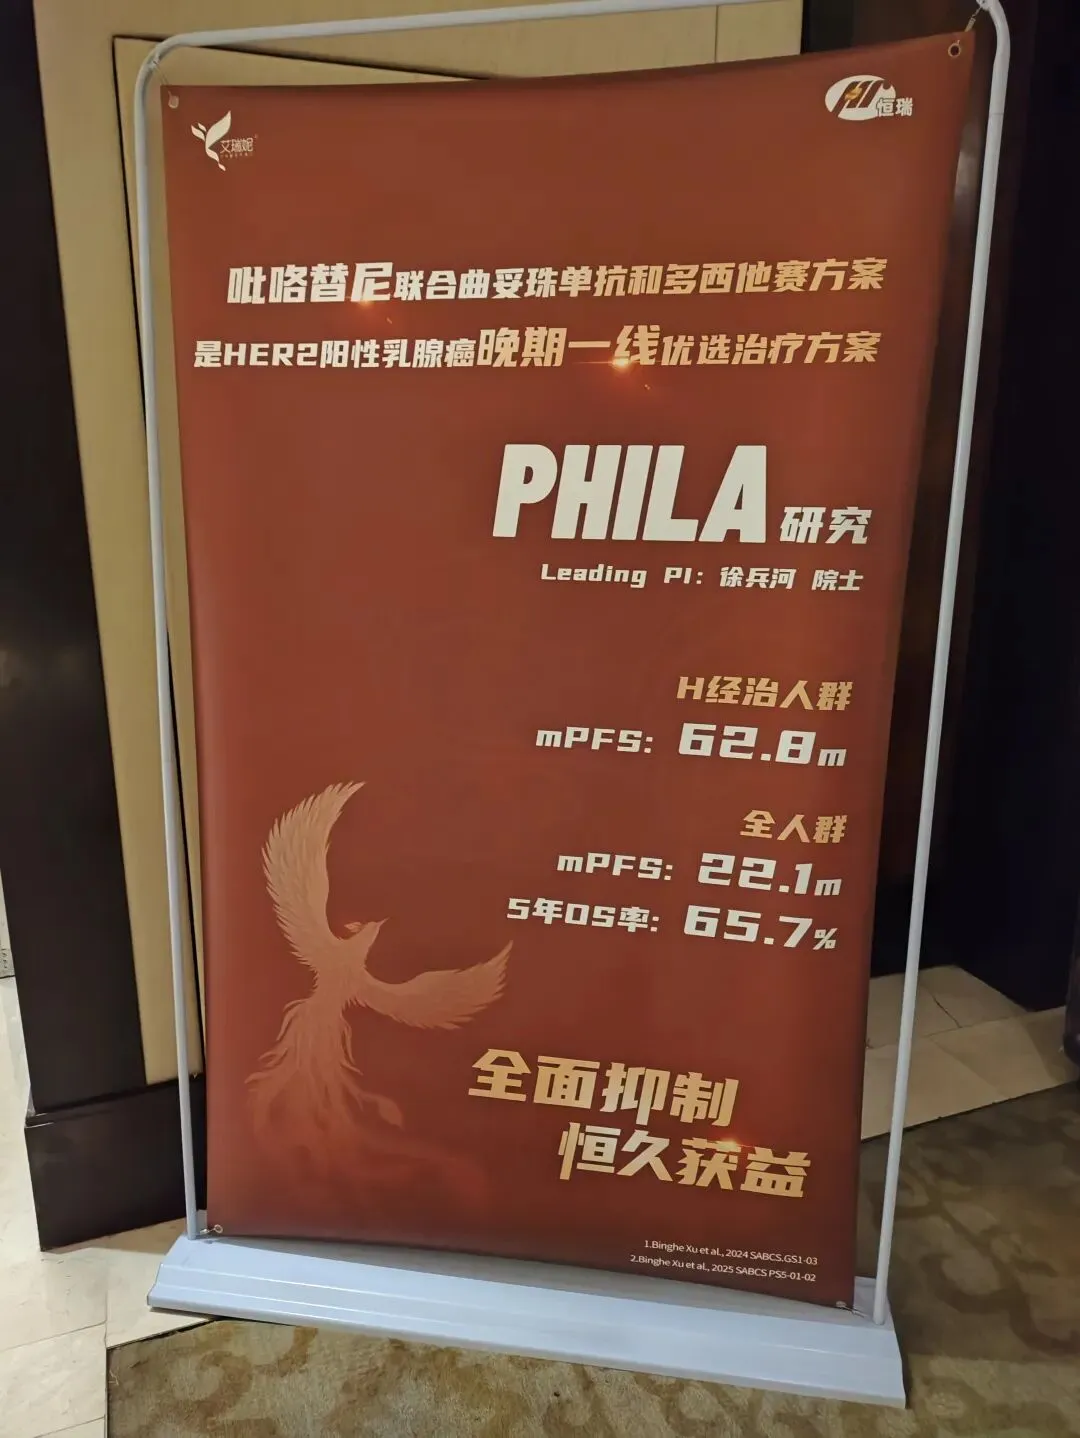 艾瑞妮
恒瑞
吡咯替尼联合曲妥珠单抗和多西他赛方案
是HER2阳性乳腺癌晚期一线优选治疗方案
PHILA 研究
Leading PI: 徐兵河 院士
H经治人群
mPFS: 62.8m
全人群
mPFS: 22.1m
5年OS率: 65.7%
全面抑制
恒久获益
1.Binghe Xu et al., 2024 SABCS.GS1-03
2.Binghe Xu et al., 2025 SABCS PS5-01-02